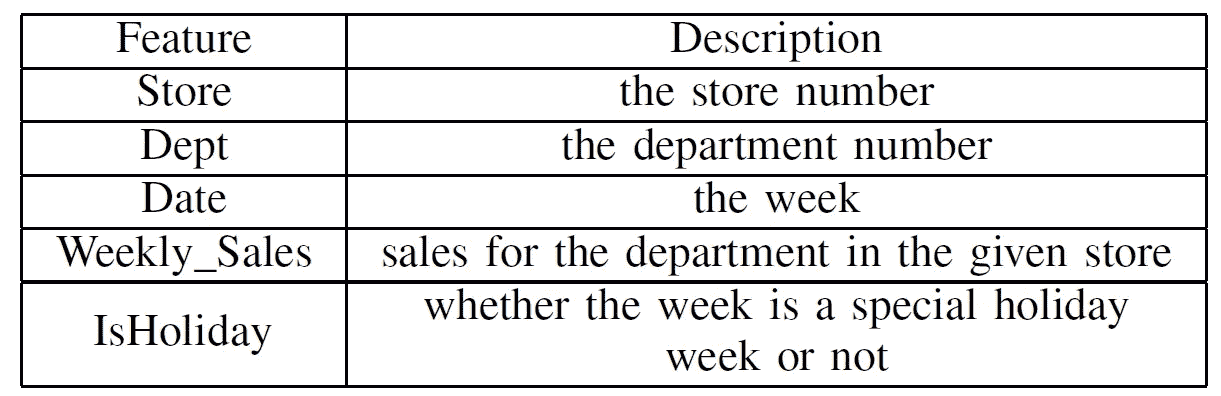 Feature Description
Store the store number
Dept the department number
Date the week
Weekly_Sales sales for the department in the given store
IsHoliday whether the week is a special holiday
week or not